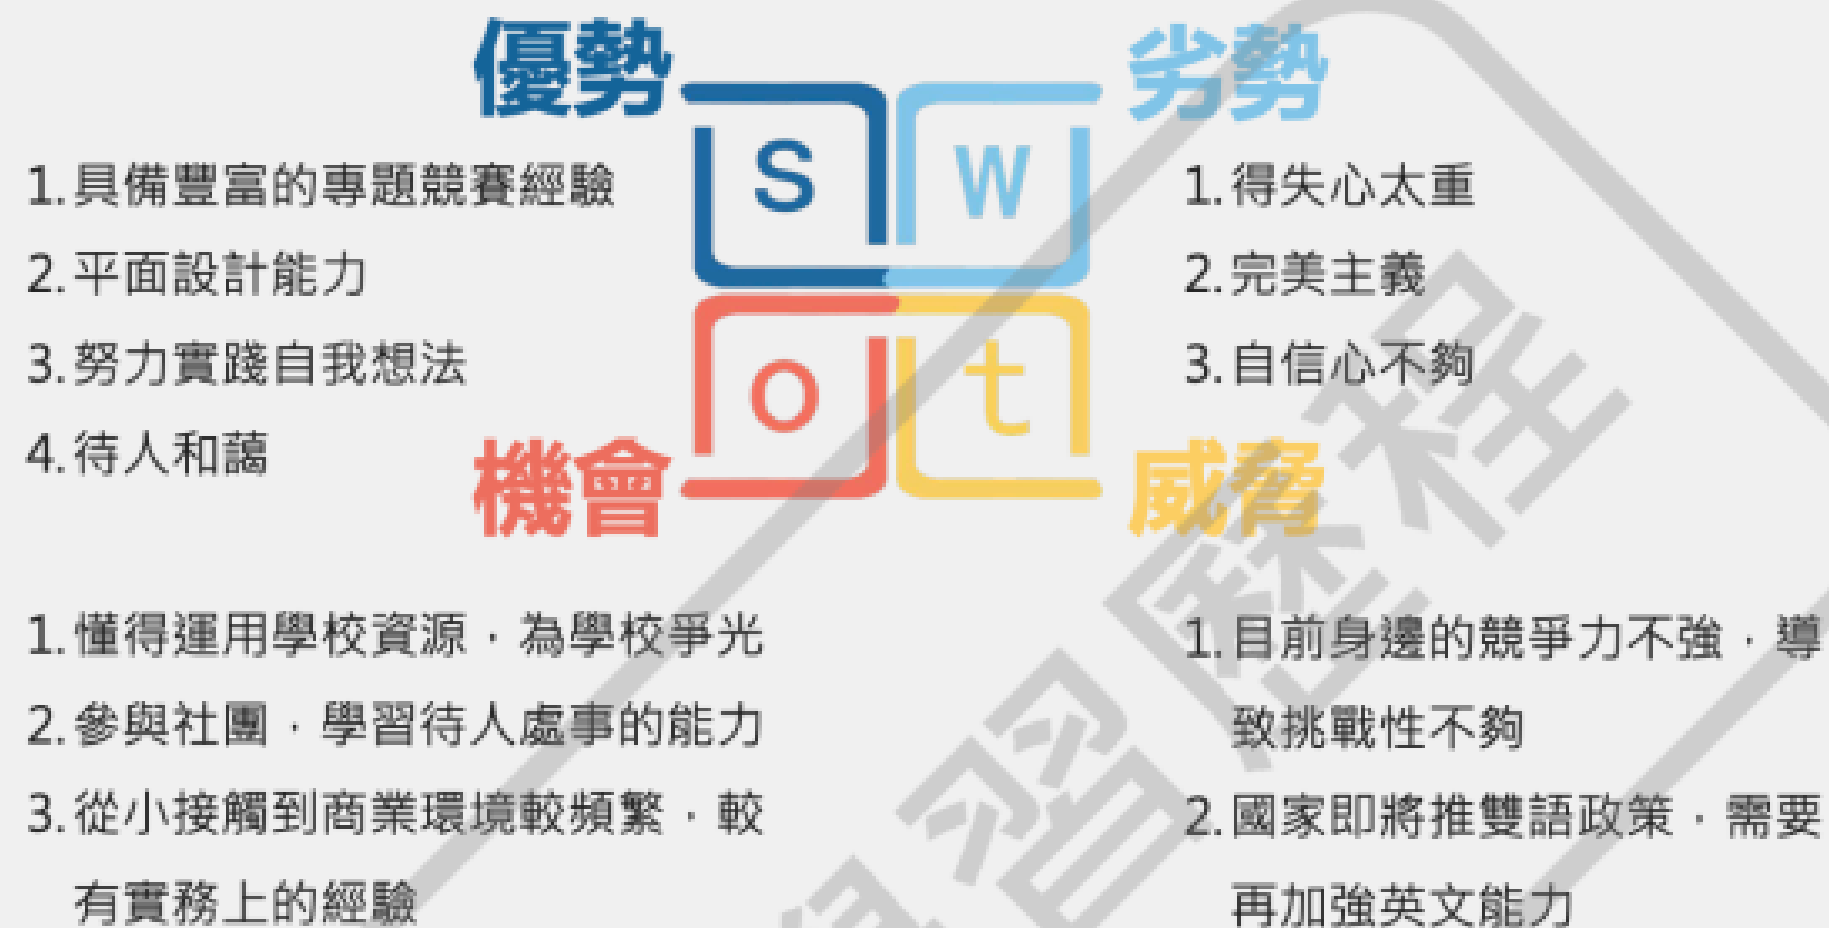 優勢
劣勢
S
W
1.具備豐富的專題競賽經驗
2.平面設計能力
3.努力實踐自我想法
4.待人和藹
1.得失心太重
2.完美主義
3.自信心不夠
O
t
機會
威脅
1.懂得運用學校資源，為學校爭光
2.參與社團，學習待人處事的能力
3.從小接觸到商業環境較頻繁，較
有實務上的經驗
1.目前身邊的競爭力不強，導
致挑戰性不夠
2.國家即將推雙語政策，需要
再加強英文能力
學習歷程